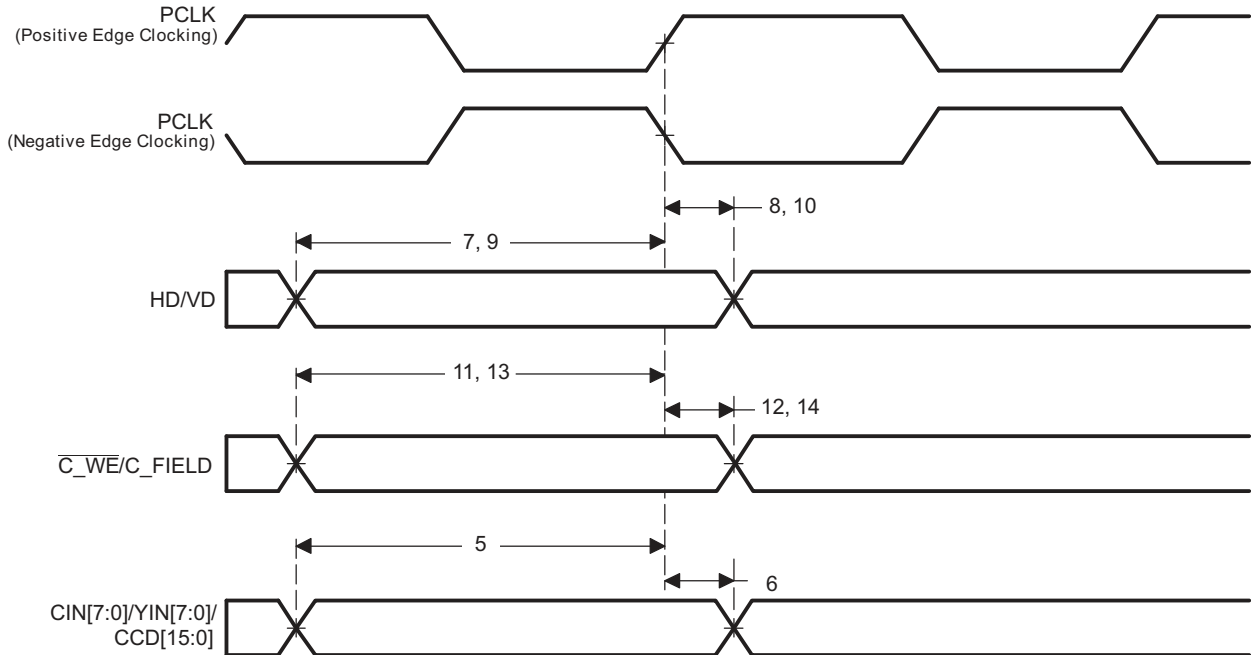 PCLK
(Positive Edge Clocking)
PCLK
(Negative Edge Clocking)
8, 10
7, 9
HD/VD
11, 13
12, 14
C_WE/C_FIELD
5
6
CIN[7:0]/YIN[7:0]/
CCD[15:0]